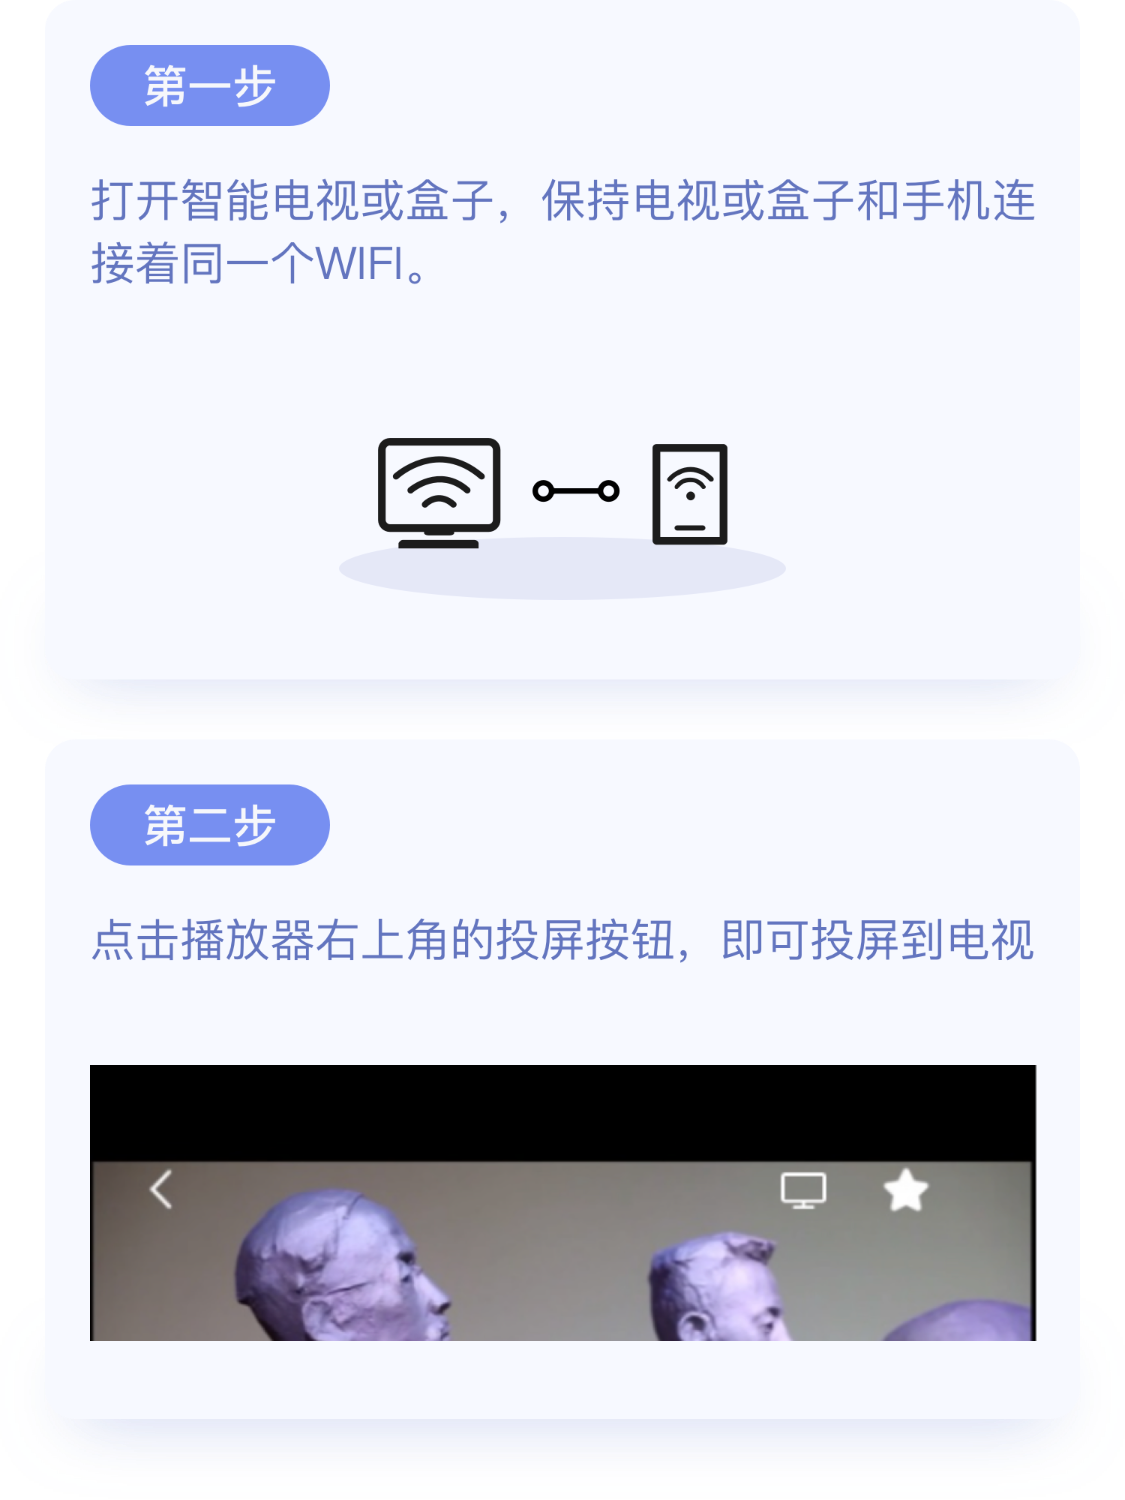 第一步
打开智能电视或盒子，保持电视或盒子和手机连
接着同一个WIFI。
第二步
点击播放器右上角的投屏按钮，即可投屏到电视